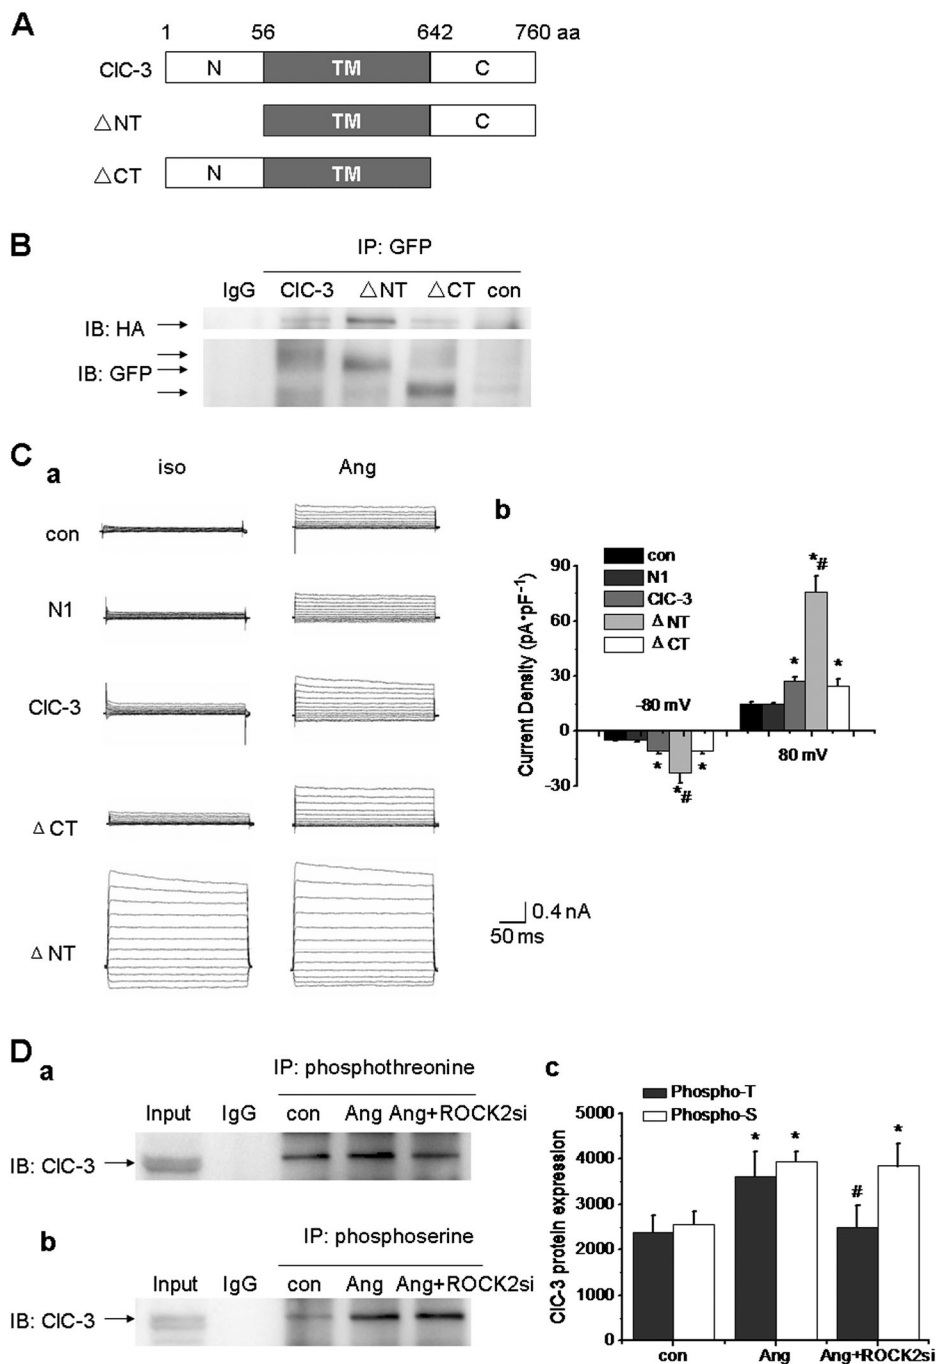 A
1 56 642 760 aa
ClC-3 N TM C
△NT TM C
△CT N TM
B
IP: GFP
IgG ClC-3 △NT △CT con
IB: HA
IB: GFP
C
a
iso Ang
con
N1
ClC-3
Δ CT
Δ NT
0.4 nA
50 ms
b
con
N1
ClC-3
Δ NT
Δ CT
Current Density (pA•pF⁻¹)
90
60
30
0
-30
-80 mV
80 mV
* *# *
* *# *
D
a
IP: phosphothreonine
Input IgG con Ang Ang+ROCK2si
IB: ClC-3
b
IP: phosphoserine
Input IgG con Ang Ang+ROCK2si
IB: ClC-3
c
Phospho-T
Phospho-S
ClC-3 protein expression
5000
4000
3000
2000
1000
0
* * # *
con Ang Ang+ROCK2si